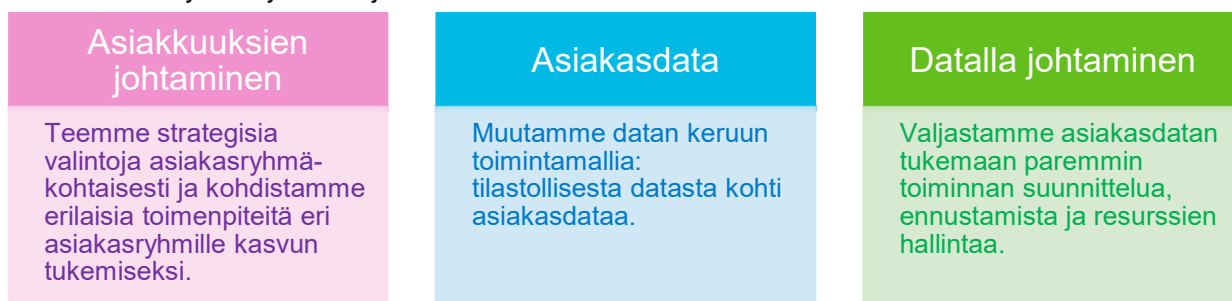 Asiakkuuksien
johtaminen
Teemme strategisia
valintoja asiakasryhmä-
kohtaisesti ja kohdistamme
erilaisia toimenpiteitä eri
asiakasryhmille kasvun
tukemiseksi.
Asiakasdata
Muutamme datan keruun
toimintamallia:
tilastollisesta datasta kohti
asiakasdataa.
Datalla johtaminen
Valjastamme asiakasdatan
tukemaan paremmin
toiminnan suunnittelua,
ennustamista ja resurssien
hallintaa.